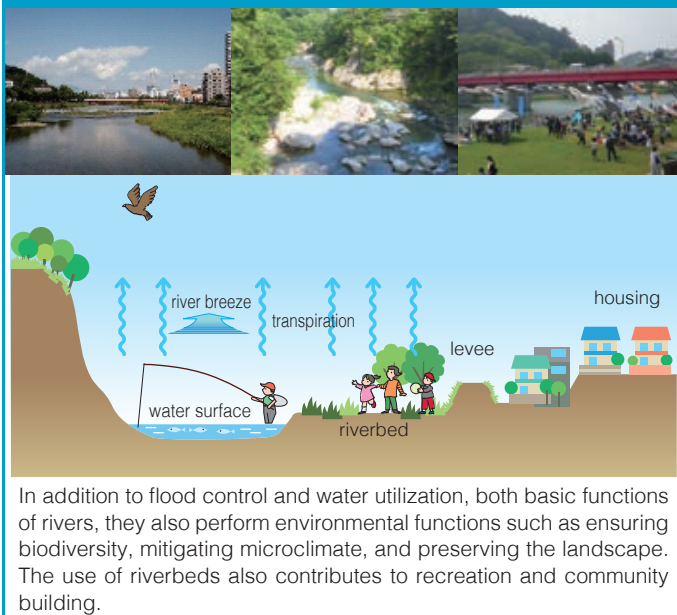 housing
river breeze
transpiration
levee
water surface
riverbed
In addition to flood control and water utilization, both basic functions
of rivers, they also perform environmental functions such as ensuring
biodiversity, mitigating microclimate, and preserving the landscape.
The use of riverbeds also contributes to recreation and community
building.